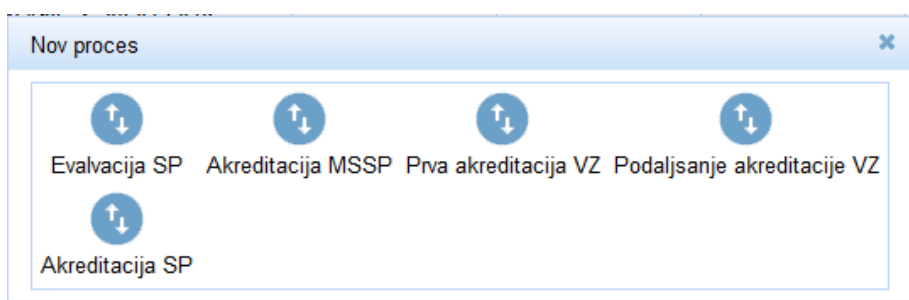 Nov proces
Evalvacija SP Akreditacija MSSP Prva akreditacija VZ Podaljsanje akreditacije VZ
Akreditacija SP